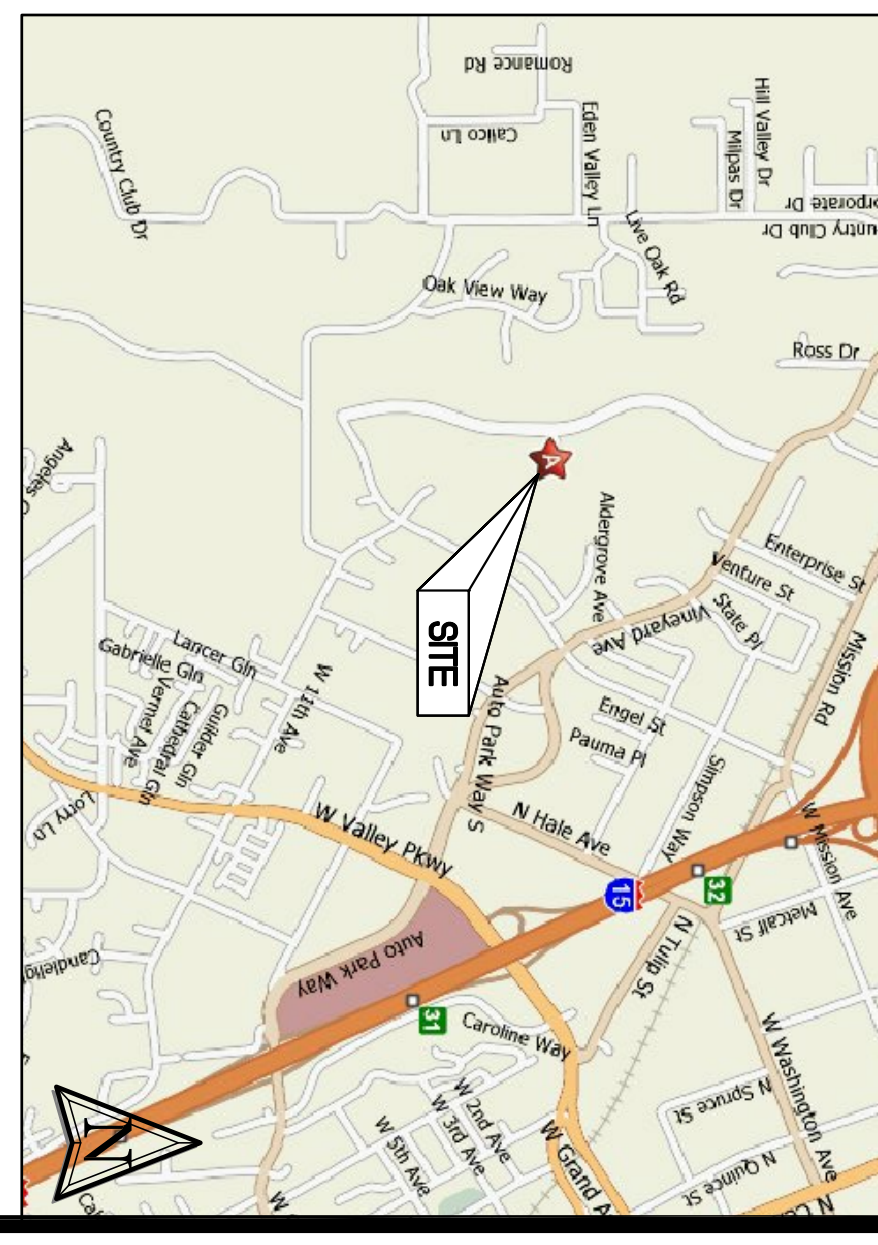 Romance Rd
Calico Ln
Country Club Dr
Eden Valley Ln
Hill Valley Dr
Milpas Dr
Live Oak Rd
Oak View Way
Ross Dr
A
Aldergrove Ave
Enterprise St
Venture St
State Pl
Vineyard Ave
Mission Rd
SITE
Lancer Gln
Gabrielle Gln
Vermel Ave
Cathedral Gln
Guilder Gln
W 11th Ave
Auto Park Way S
Engel St
Pauma Pl
Simpson Way
N Hale Ave
Lorry Ln
W Valley Pkwy
W Mission Ave
15
32
Metcalf St
N Tulip St
Auto Park Way
31
Caroline Way
W Washington Ave
N Spruce St
W 2nd Ave
W 3rd Ave
W 5th Ave
W Grand A
N Quince St
N
W